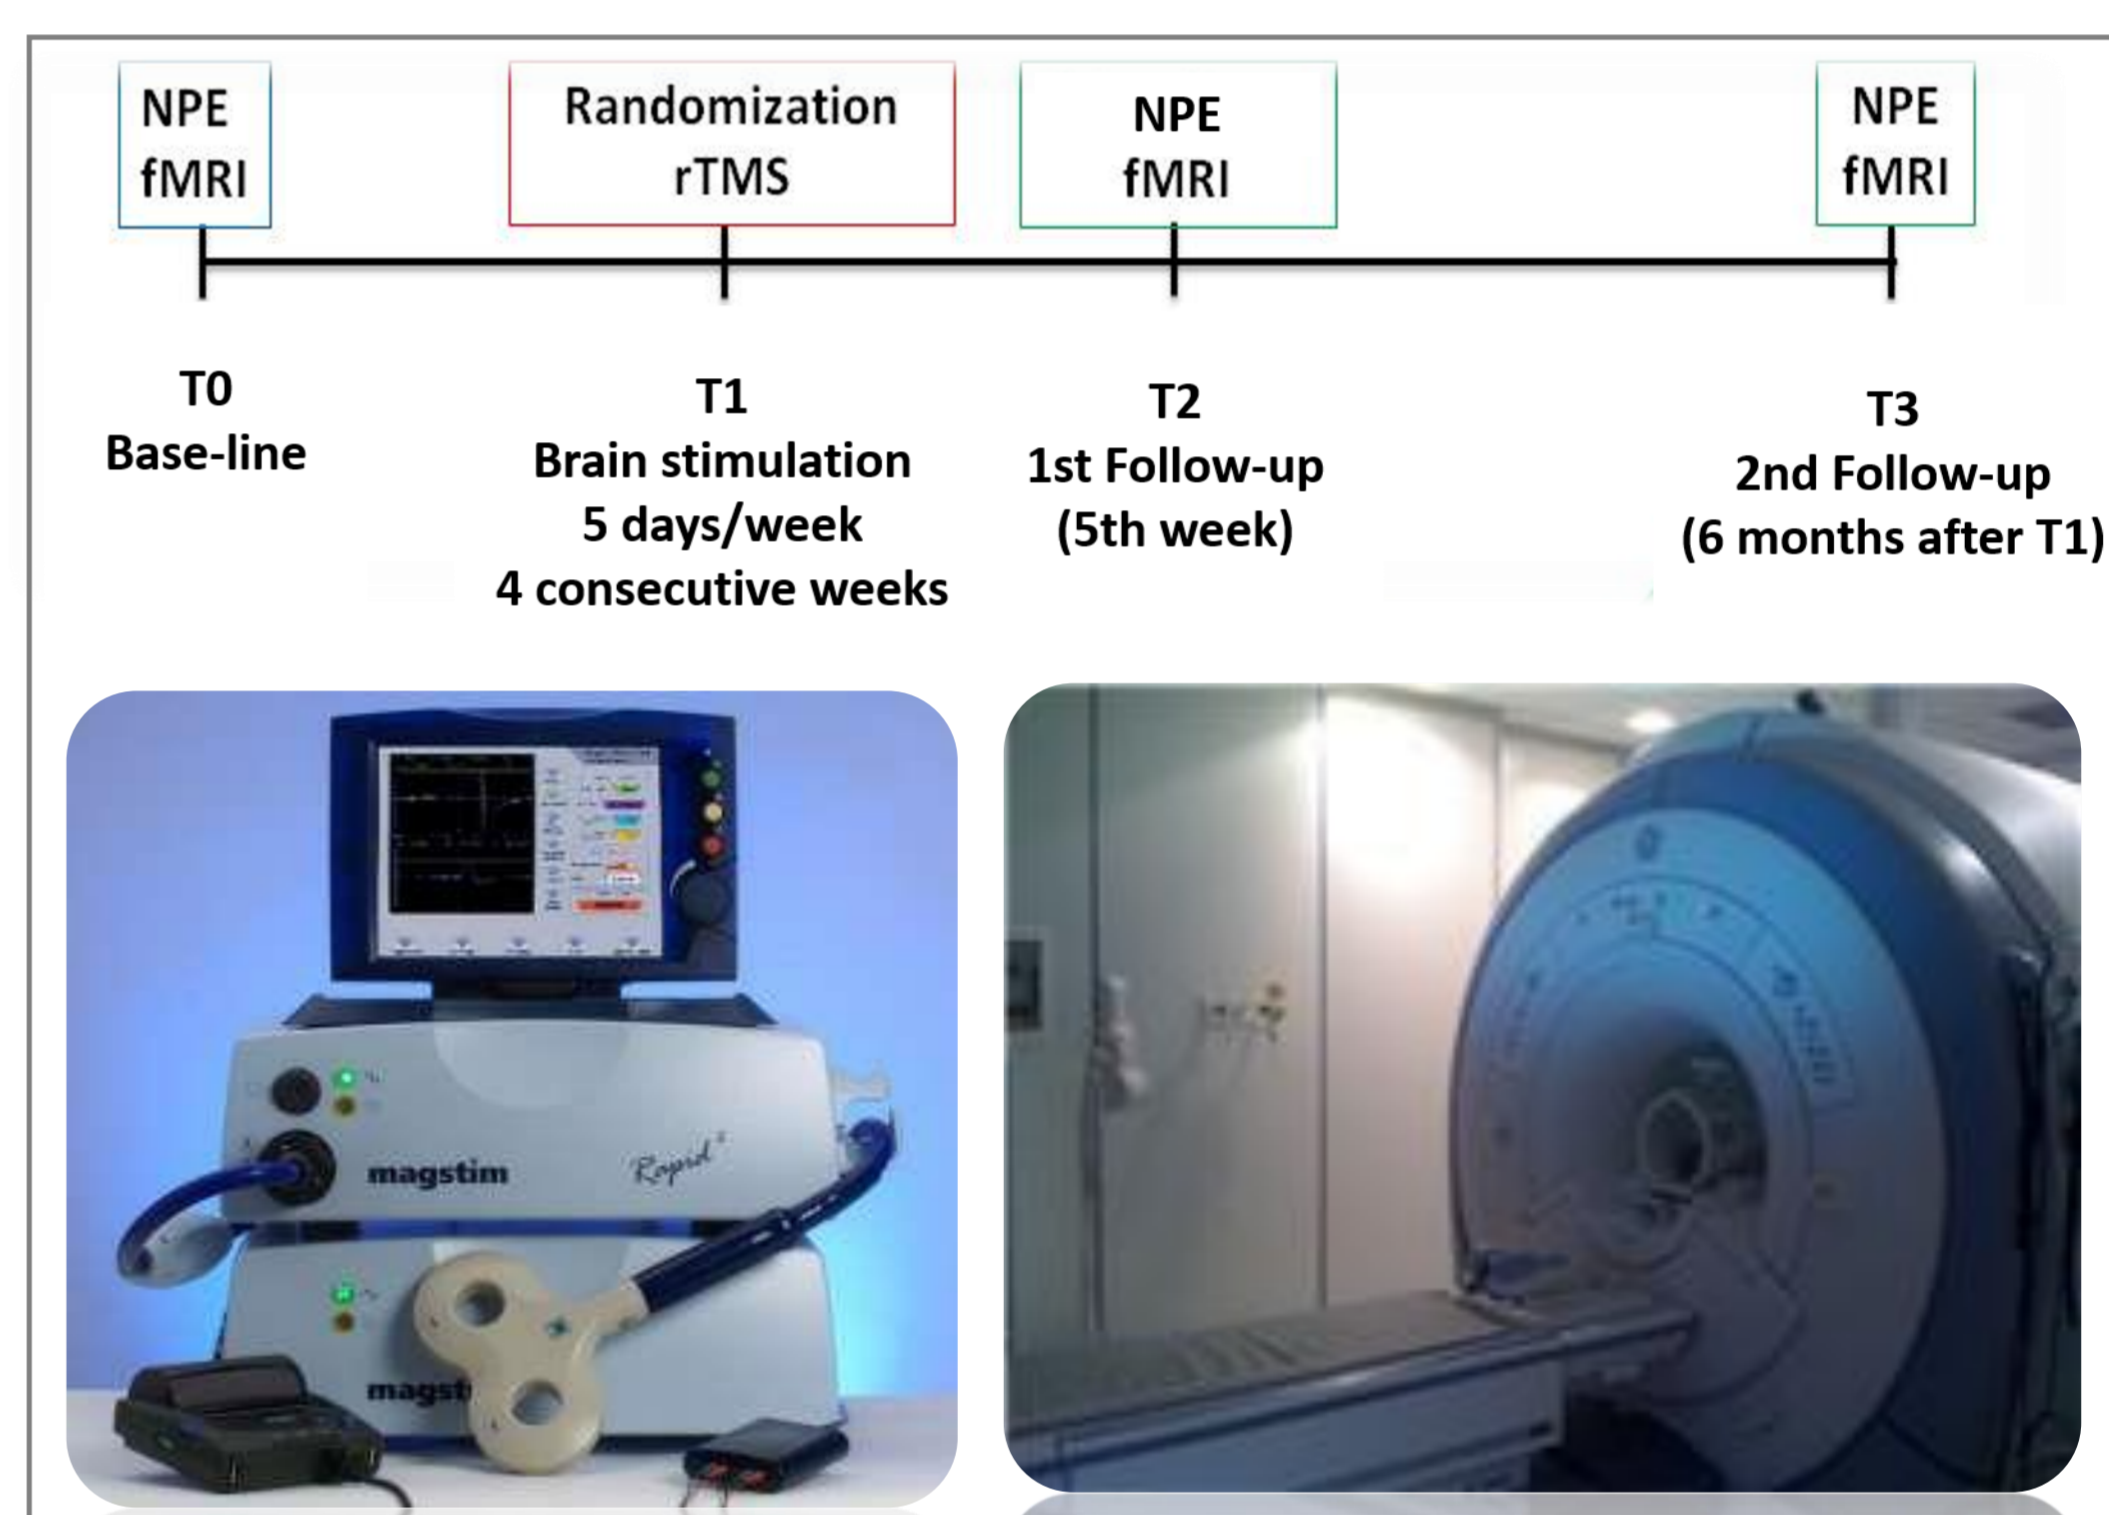 NPE
fMRI
Randomization
rTMS
NPE
fMRI
NPE
fMRI
T0
Base-line
T1
Brain stimulation
5 days/week
4 consecutive weeks
T2
1st Follow-up
(5th week)
T3
2nd Follow-up
(6 months after T1)
magstim
Rapid²
magst